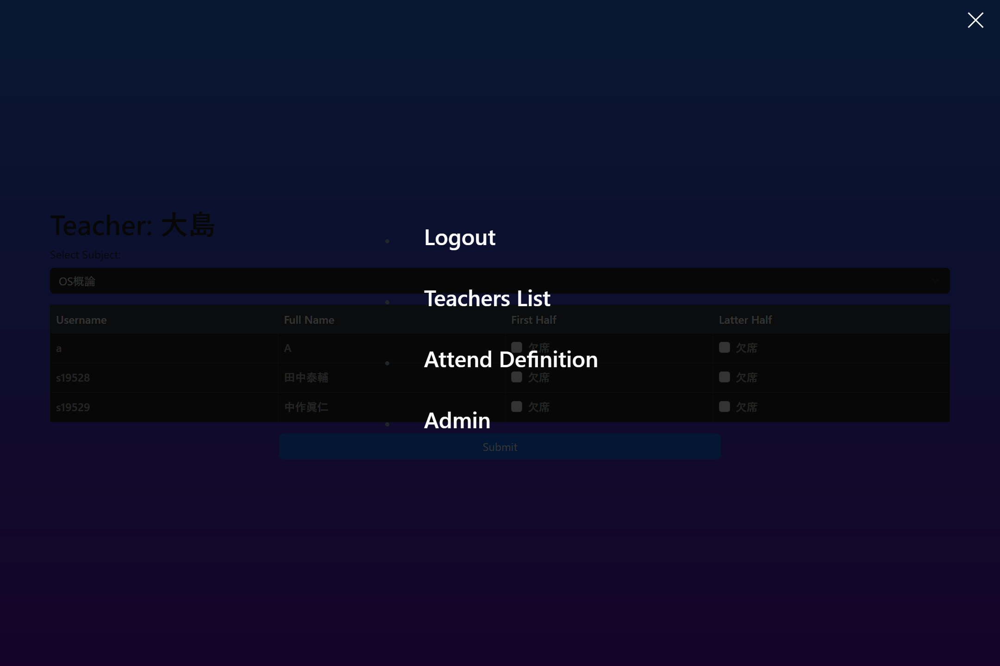 Teacher: 大島
Select Subject:
OS概論
Username Full Name First Half Latter Half
a A 欠席 欠席
s19528 田中泰輔 欠席 欠席
s19529 中作眞仁 欠席 欠席
Submit
Logout
Teachers List
Attend Definition
Admin